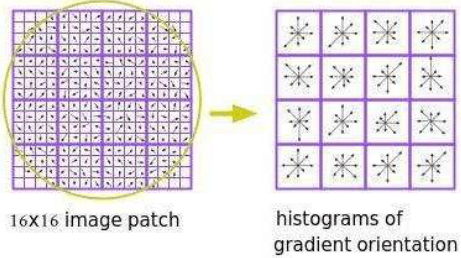 16x16 image patch
histograms of
gradient orientation